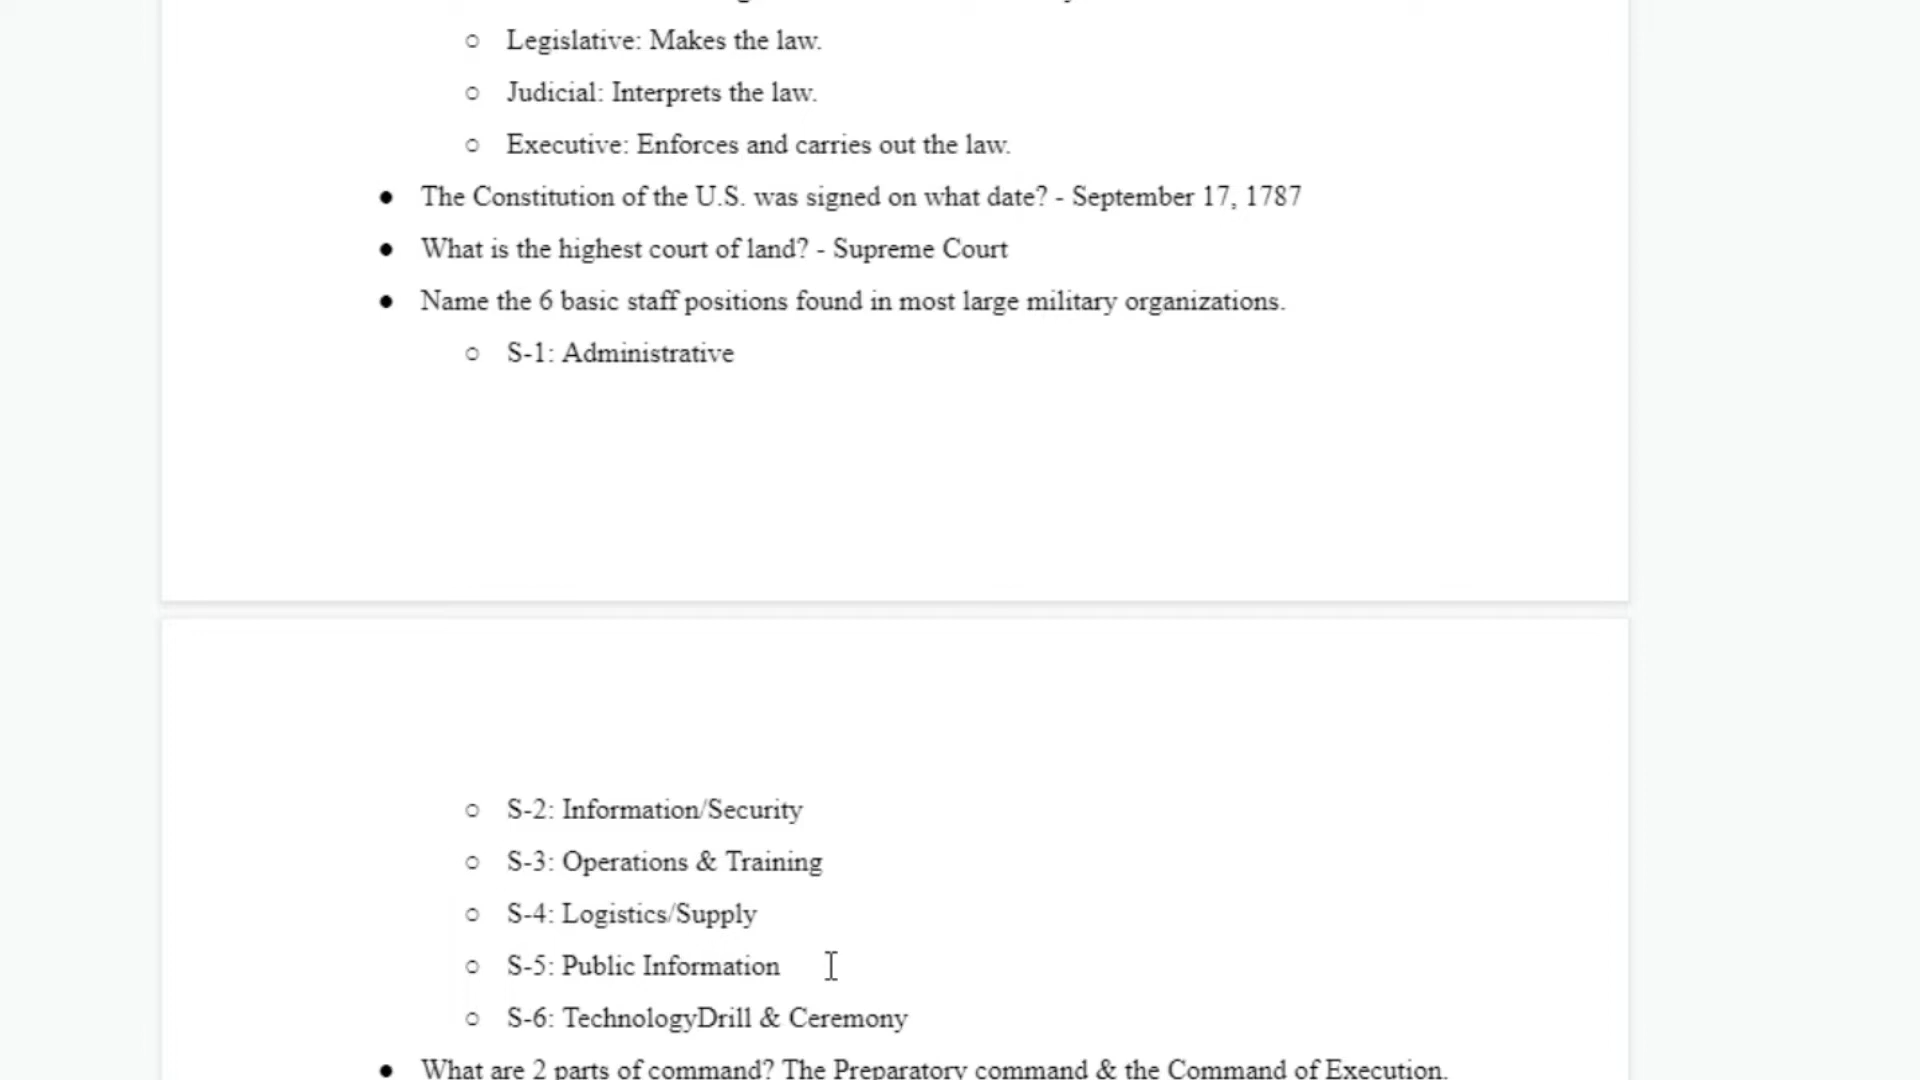 ○ Legislative: Makes the law.
○ Judicial: Interprets the law.
○ Executive: Enforces and carries out the law.
● The Constitution of the U.S. was signed on what date? - September 17, 1787
● What is the highest court of land? - Supreme Court
● Name the 6 basic staff positions found in most large military organizations.
○ S-1: Administrative
○ S-2: Information/Security
○ S-3: Operations & Training
○ S-4: Logistics/Supply
○ S-5: Public Information
○ S-6: TechnologyDrill & Ceremony
● What are 2 parts of command? The Preparatory command & the Command of Execution.